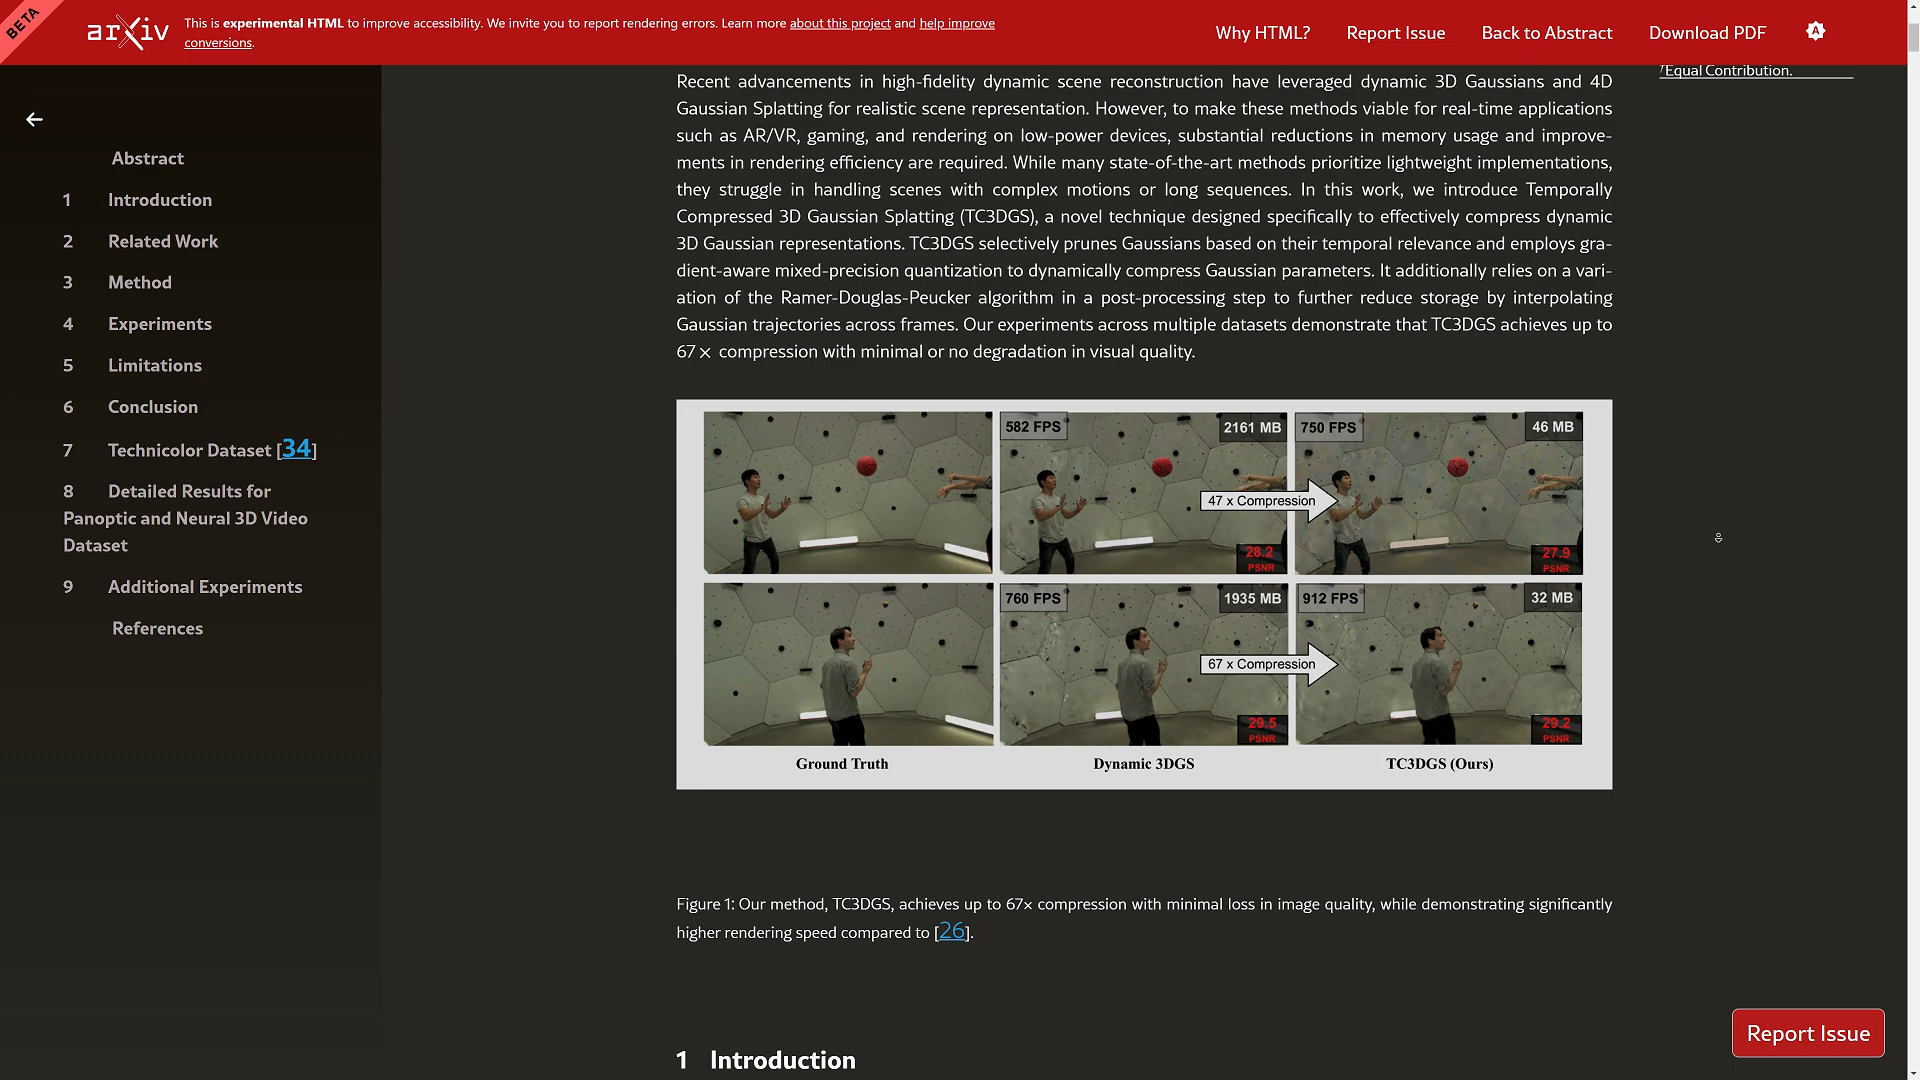 BETA
arXiv
This is experimental HTML to improve accessibility. We invite you to report rendering errors. Learn more about this project and help improve
conversions.
Why HTML?
Report Issue
Back to Abstract
Download PDF
Abstract
1 Introduction
2 Related Work
3 Method
4 Experiments
5 Limitations
6 Conclusion
7 Technicolor Dataset [34]
8 Detailed Results for
Panoptic and Neural 3D Video
Dataset
9 Additional Experiments
References
Equal Contribution.
Recent advancements in high-fidelity dynamic scene reconstruction have leveraged dynamic 3D Gaussians and 4D
Gaussian Splatting for realistic scene representation. However, to make these methods viable for real-time applications
such as AR/VR, gaming, and rendering on low-power devices, substantial reductions in memory usage and improve-
ments in rendering efficiency are required. While many state-of-the-art methods prioritize lightweight implementations,
they struggle in handling scenes with complex motions or long sequences. In this work, we introduce Temporally
Compressed 3D Gaussian Splatting (TC3DGS), a novel technique designed specifically to effectively compress dynamic
3D Gaussian representations. TC3DGS selectively prunes Gaussians based on their temporal relevance and employs gra-
dient-aware mixed-precision quantization to dynamically compress Gaussian parameters. It additionally relies on a vari-
ation of the Ramer-Douglas-Peucker algorithm in a post-processing step to further reduce storage by interpolating
Gaussian trajectories across frames. Our experiments across multiple datasets demonstrate that TC3DGS achieves up to
67 × compression with minimal or no degradation in visual quality.
582 FPS
2161 MB
750 FPS
46 MB
47 x Compression
28.2
PSNR
27.9
PSNR
760 FPS
1935 MB
912 FPS
32 MB
67 x Compression
29.5
PSNR
29.2
PSNR
Ground Truth
Dynamic 3DGS
TC3DGS (Ours)
Figure 1: Our method, TC3DGS, achieves up to 67× compression with minimal loss in image quality, while demonstrating significantly
higher rendering speed compared to [26].
1 Introduction
Report Issue